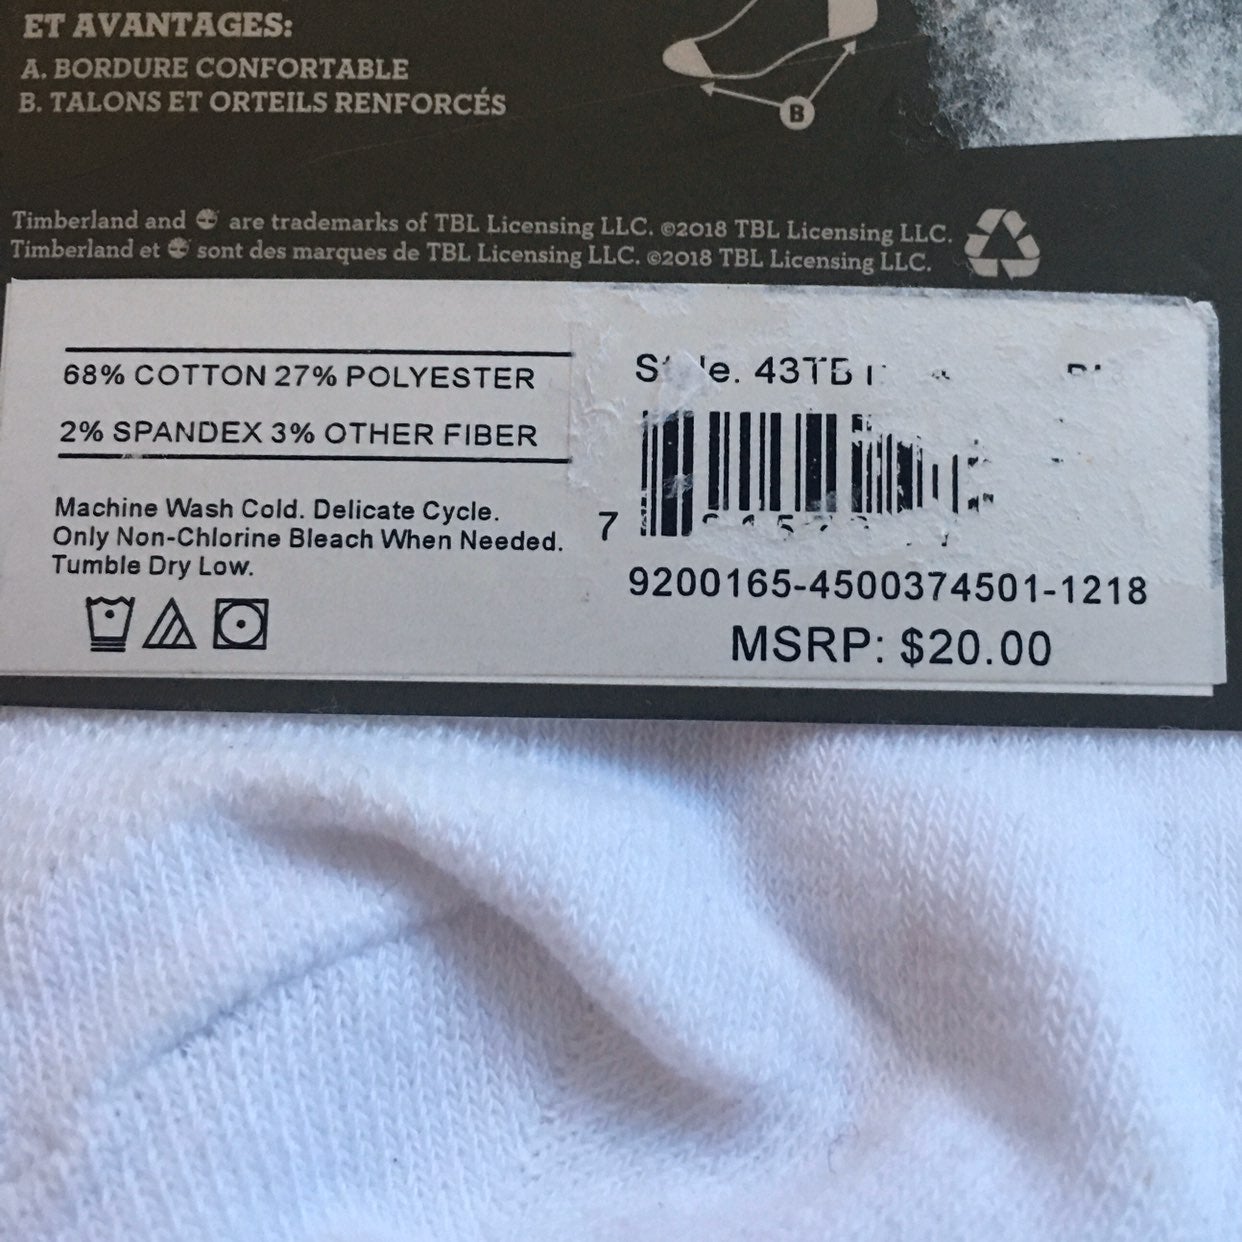 ET AVANTAGES:
A. BORDURE CONFORTABLE
B. TALONS ET ORTEILS RENFORCÉS
B
Timberland and are trademarks of TBL Licensing LLC. ©2018 TBL Licensing LLC.
Timberland et sont des marques de TBL Licensing LLC. ©2018 TBL Licensing LLC.
68% COTTON 27% POLYESTER
2% SPANDEX 3% OTHER FIBER
Machine Wash Cold. Delicate Cycle.
Only Non-Chlorine Bleach When Needed.
Tumble Dry Low.
7
9200165-4500374501-1218
MSRP: $20.00